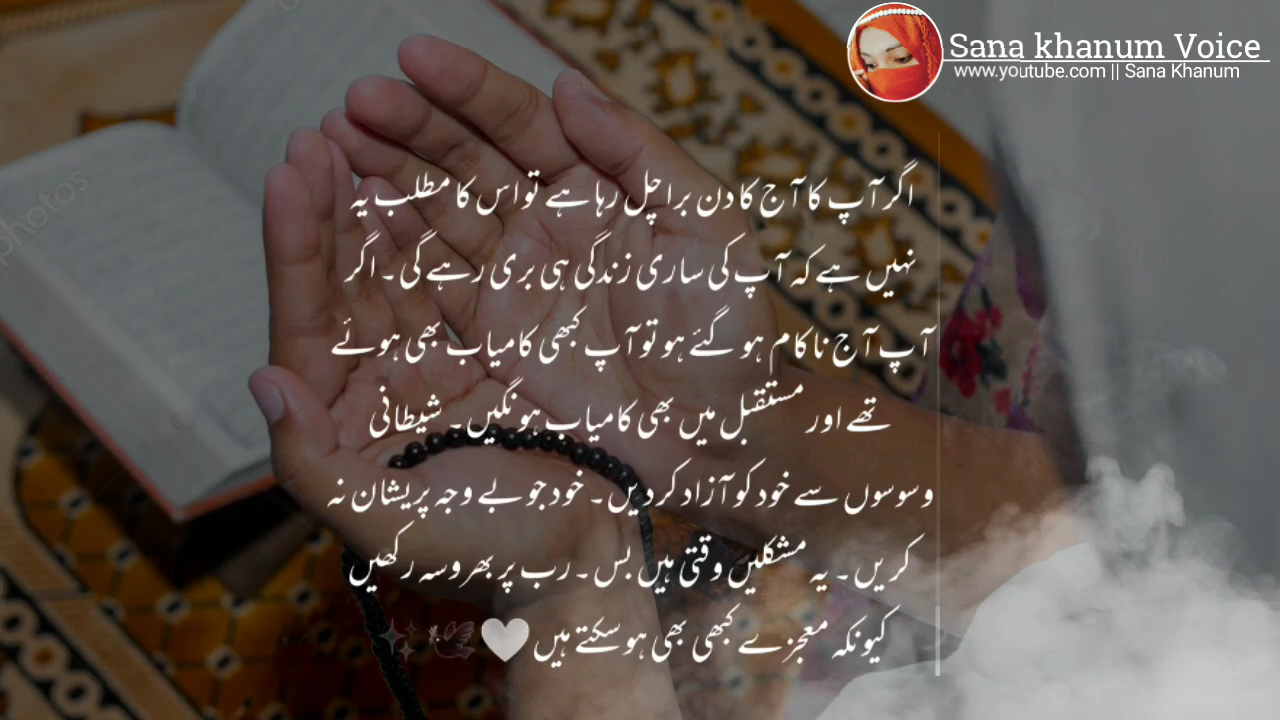 Sana khanum Voice
www.youtube.com || Sana Khanum
اگر آپ کا آج کا دن برا چل رہا ہے تو اس کا مطلب یہ
نہیں ہے کہ آپ کی ساری زندگی ہی بری رہے گی۔ اگر
آپ آج ناکام ہو گئے ہو تو آپ کبھی کامیاب بھی ہوئے
تھے اور مستقبل میں بھی کامیاب ہونگیں۔ شیطانی
وسوسوں سے خود کو آزاد کردیں۔ خود جو بے وجہ پریشان نہ
کریں۔ یہ مشکلیں وقتی ہیں بس۔ رب پر بھروسہ رکھیں
کیونکہ معجزے کبھی بھی ہو سکتے ہیں 🤍🕊✨
photos